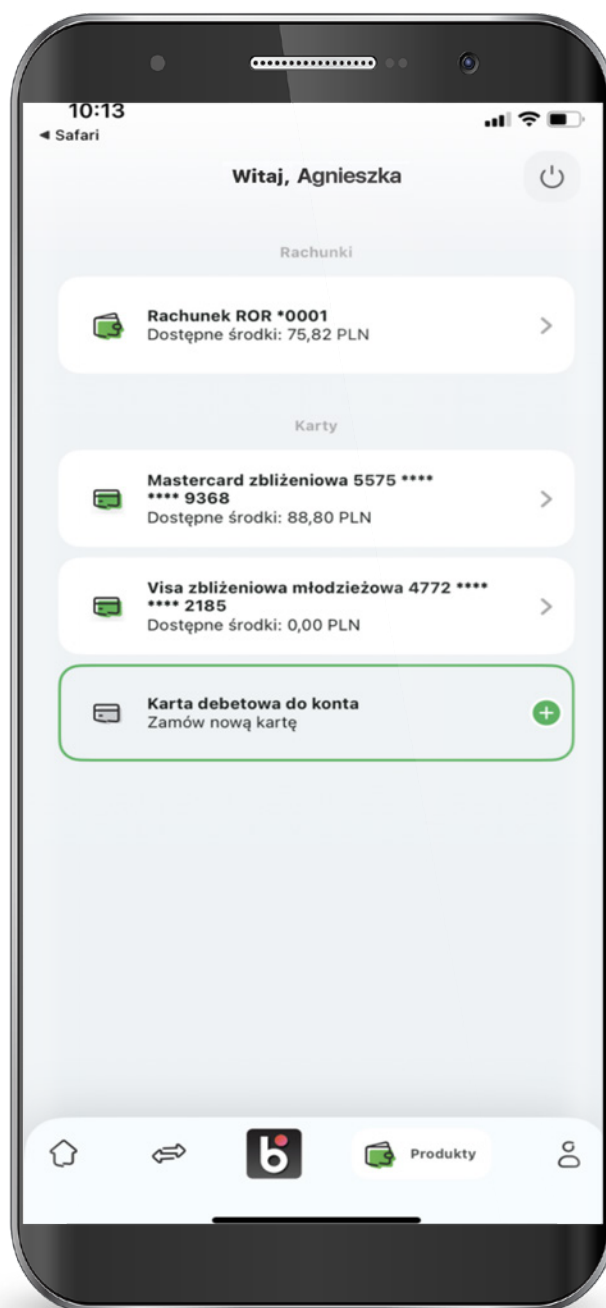 10:13
◀ Safari
Witaj, Agnieszka
Rachunki
Rachunek ROR *0001
Dostępne środki: 75,82 PLN
Karty
Mastercard zbliżeniowa 5575 ****
**** 9368
Dostępne środki: 88,80 PLN
Visa zbliżeniowa młodzieżowa 4772 ****
**** 2185
Dostępne środki: 0,00 PLN
Karta debetowa do konta
Zamów nową kartę
b
Produkty